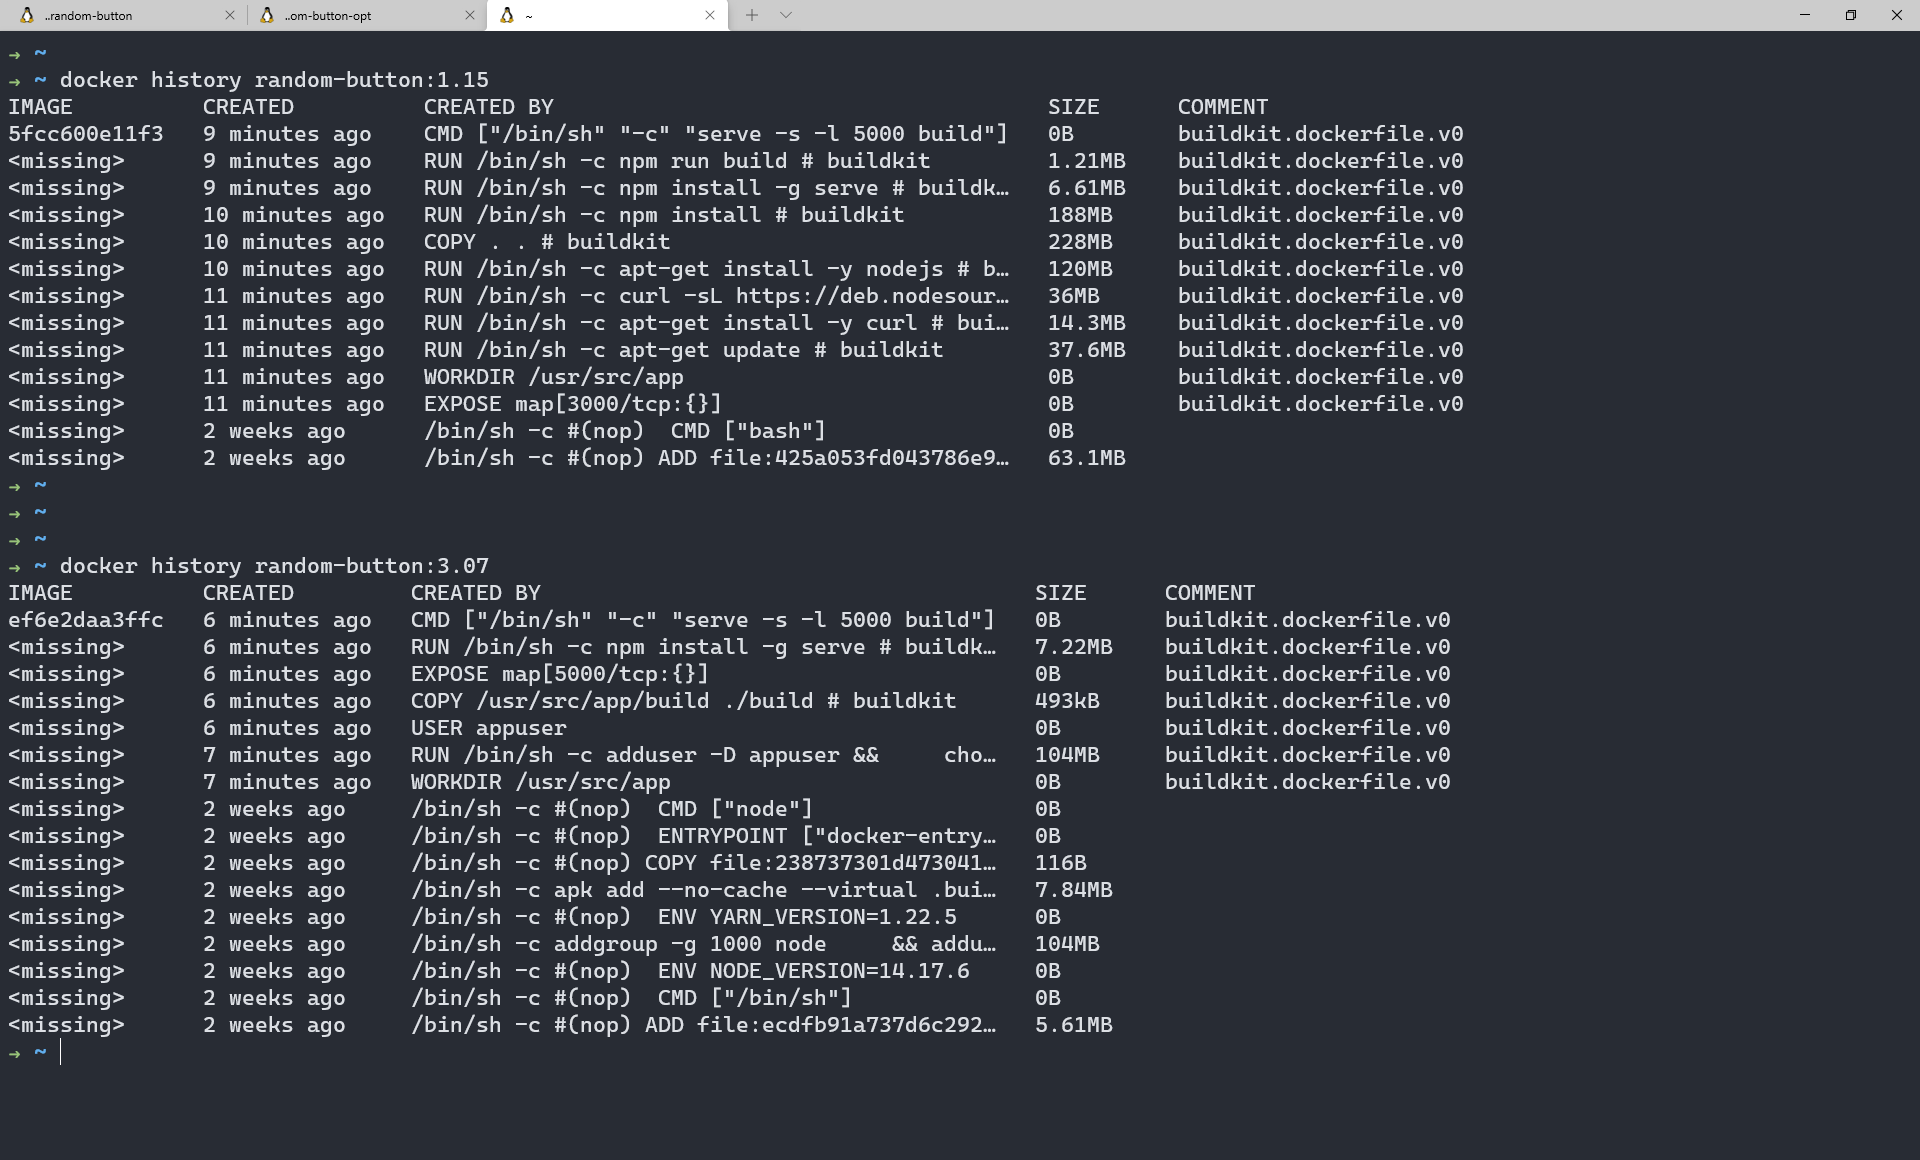 ..random-button ..om-button-opt ~
→ ~
→ ~ docker history random-button:1.15
IMAGE CREATED CREATED BY SIZE COMMENT
5fcc600e11f3 9 minutes ago CMD ["/bin/sh" "-c" "serve -s -l 5000 build"] 0B buildkit.dockerfile.v0
<missing> 9 minutes ago RUN /bin/sh -c npm run build # buildkit 1.21MB buildkit.dockerfile.v0
<missing> 9 minutes ago RUN /bin/sh -c npm install -g serve # buildk… 6.61MB buildkit.dockerfile.v0
<missing> 10 minutes ago RUN /bin/sh -c npm install # buildkit 188MB buildkit.dockerfile.v0
<missing> 10 minutes ago COPY . . # buildkit 228MB buildkit.dockerfile.v0
<missing> 10 minutes ago RUN /bin/sh -c apt-get install -y nodejs # b… 120MB buildkit.dockerfile.v0
<missing> 11 minutes ago RUN /bin/sh -c curl -sL https://deb.nodesour… 36MB buildkit.dockerfile.v0
<missing> 11 minutes ago RUN /bin/sh -c apt-get install -y curl # bui… 14.3MB buildkit.dockerfile.v0
<missing> 11 minutes ago RUN /bin/sh -c apt-get update # buildkit 37.6MB buildkit.dockerfile.v0
<missing> 11 minutes ago WORKDIR /usr/src/app 0B buildkit.dockerfile.v0
<missing> 11 minutes ago EXPOSE map[3000/tcp:{}] 0B buildkit.dockerfile.v0
<missing> 2 weeks ago /bin/sh -c #(nop)  CMD ["bash"] 0B
<missing> 2 weeks ago /bin/sh -c #(nop) ADD file:425a053fd043786e9… 63.1MB
→ ~
→ ~
→ ~
→ ~ docker history random-button:3.07
IMAGE CREATED CREATED BY SIZE COMMENT
ef6e2daa3ffc 6 minutes ago CMD ["/bin/sh" "-c" "serve -s -l 5000 build"] 0B buildkit.dockerfile.v0
<missing> 6 minutes ago RUN /bin/sh -c npm install -g serve # buildk… 7.22MB buildkit.dockerfile.v0
<missing> 6 minutes ago EXPOSE map[5000/tcp:{}] 0B buildkit.dockerfile.v0
<missing> 6 minutes ago COPY /usr/src/app/build ./build # buildkit 493kB buildkit.dockerfile.v0
<missing> 6 minutes ago USER appuser 0B buildkit.dockerfile.v0
<missing> 7 minutes ago RUN /bin/sh -c adduser -D appuser &&     cho… 104MB buildkit.dockerfile.v0
<missing> 7 minutes ago WORKDIR /usr/src/app 0B buildkit.dockerfile.v0
<missing> 2 weeks ago /bin/sh -c #(nop)  CMD ["node"] 0B
<missing> 2 weeks ago /bin/sh -c #(nop)  ENTRYPOINT ["docker-entry… 0B
<missing> 2 weeks ago /bin/sh -c #(nop) COPY file:238737301d473041… 116B
<missing> 2 weeks ago /bin/sh -c apk add --no-cache --virtual .bui… 7.84MB
<missing> 2 weeks ago /bin/sh -c #(nop)  ENV YARN_VERSION=1.22.5 0B
<missing> 2 weeks ago /bin/sh -c addgroup -g 1000 node     && addu… 104MB
<missing> 2 weeks ago /bin/sh -c #(nop)  ENV NODE_VERSION=14.17.6 0B
<missing> 2 weeks ago /bin/sh -c #(nop)  CMD ["/bin/sh"] 0B
<missing> 2 weeks ago /bin/sh -c #(nop) ADD file:ecdfb91a737d6c292… 5.61MB
→ ~